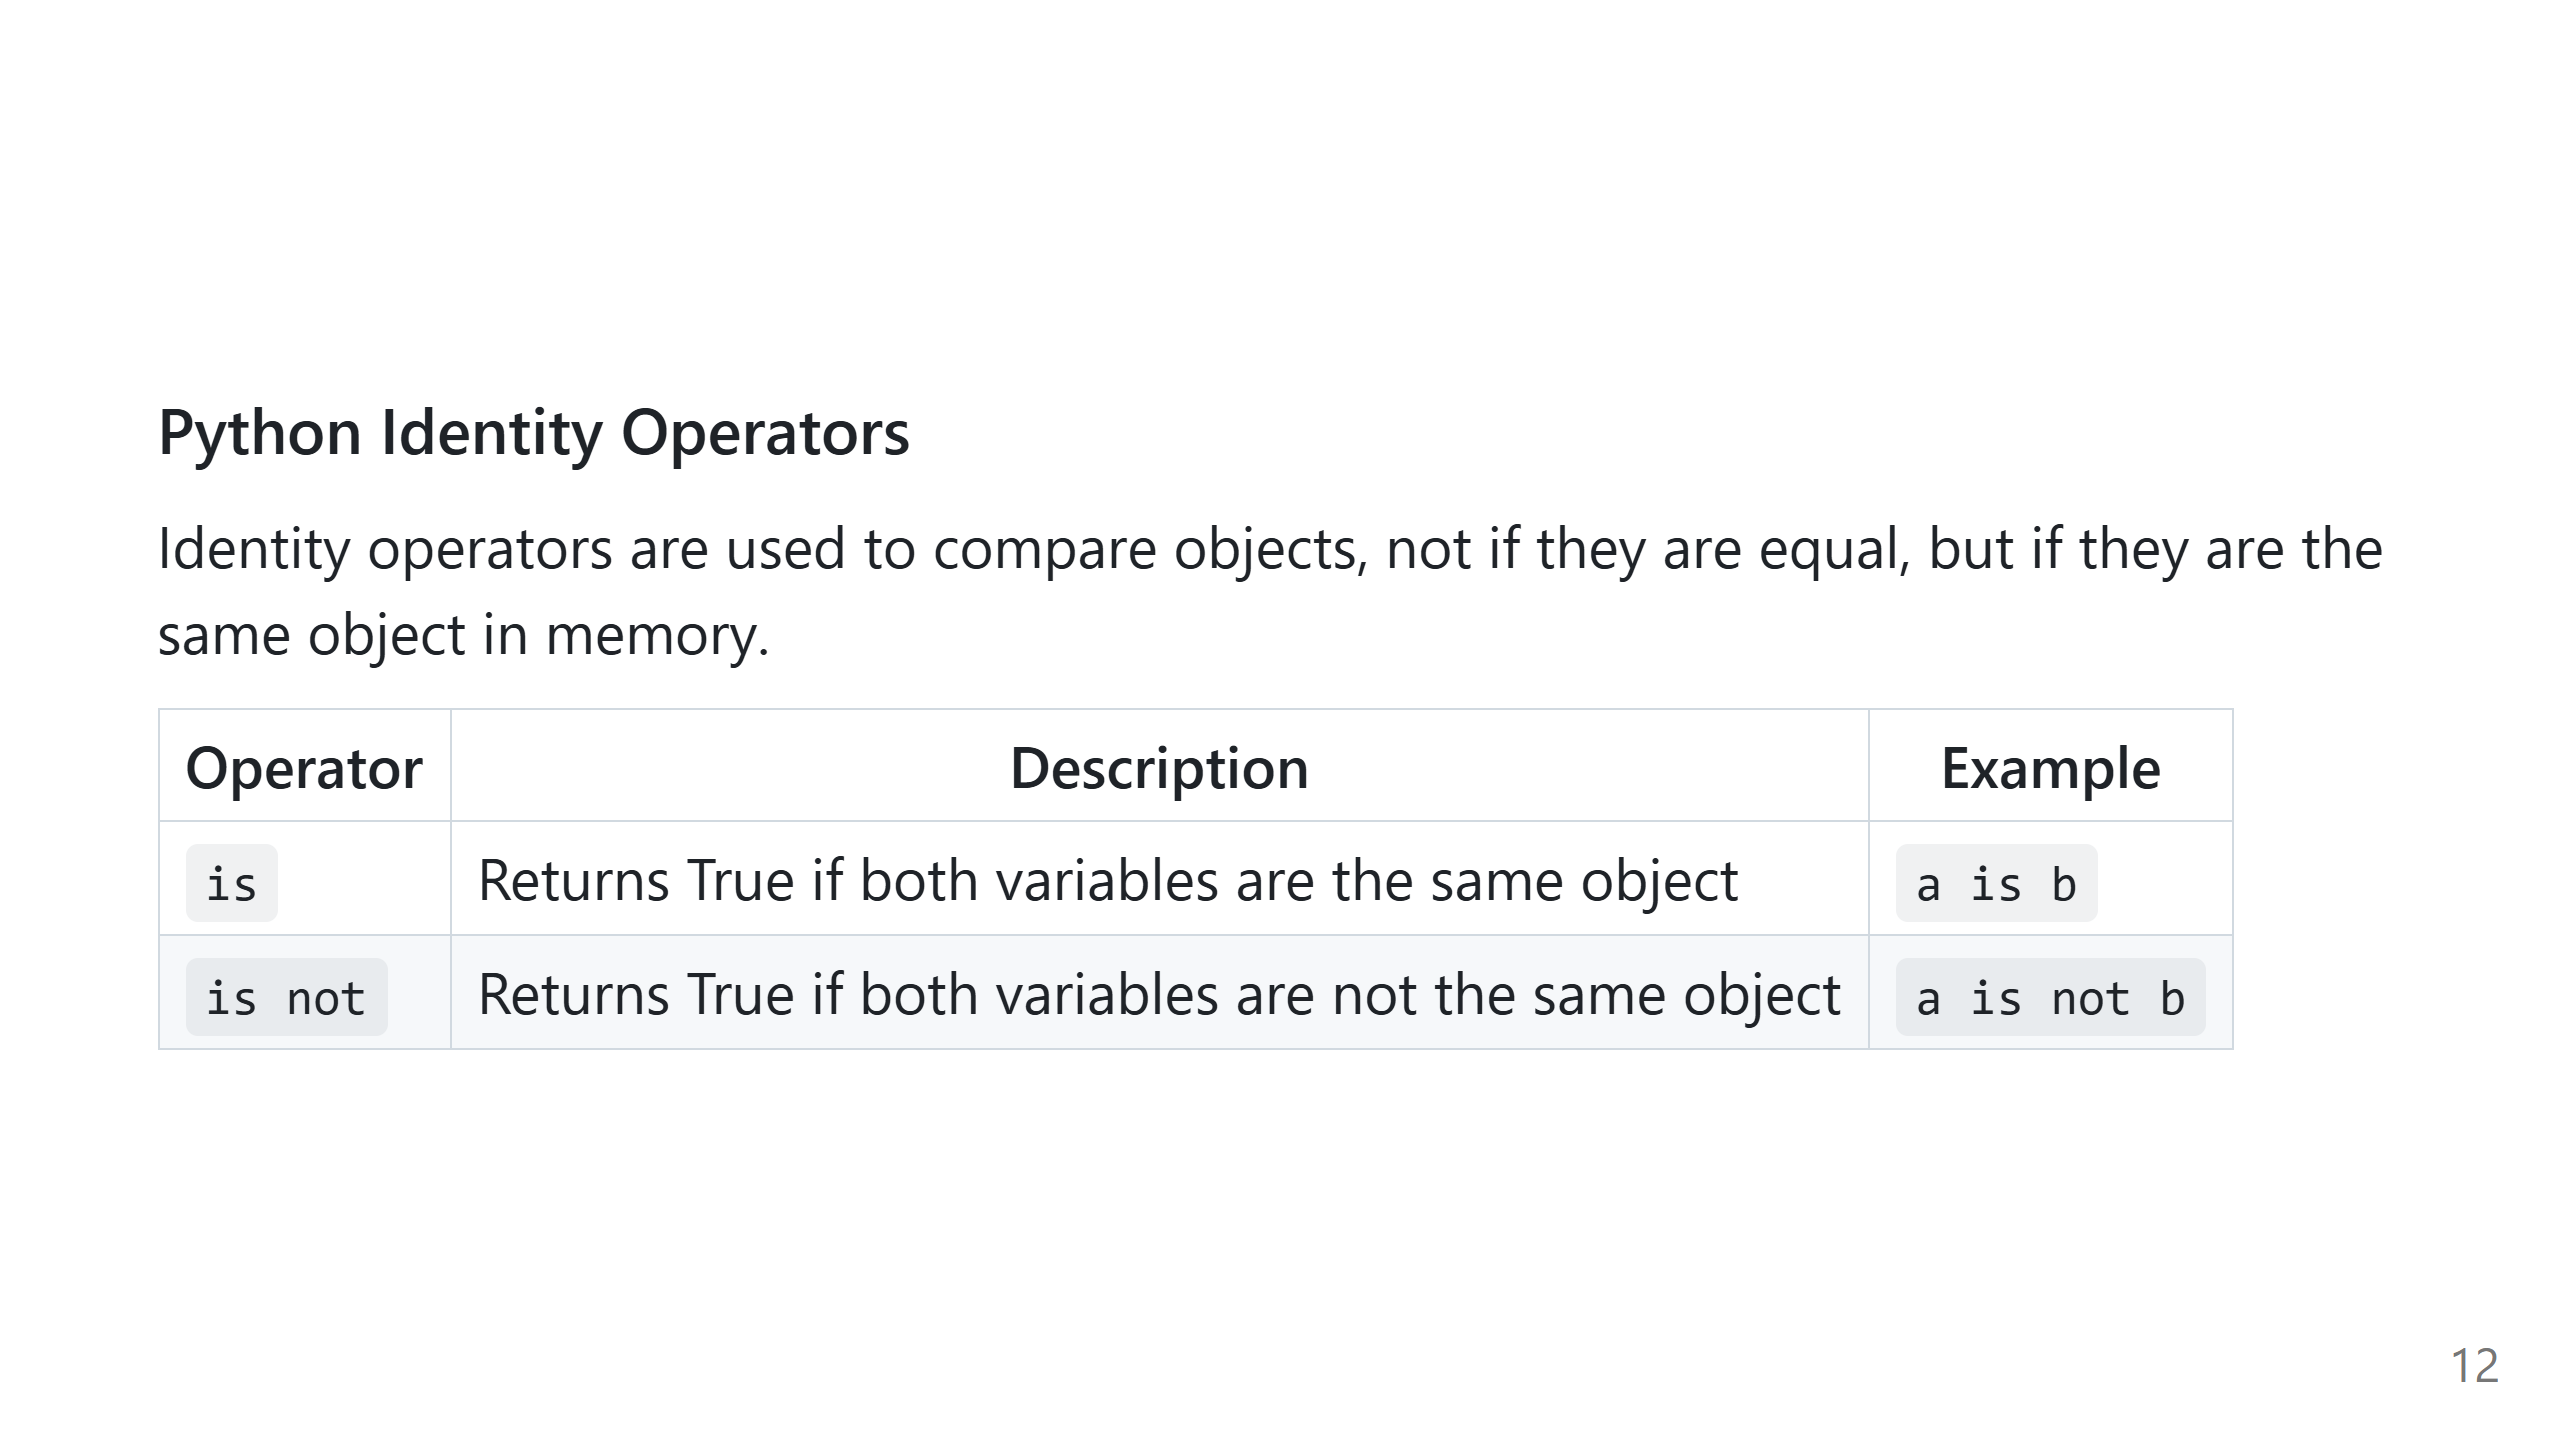 Python Identity Operators
Identity operators are used to compare objects, not if they are equal, but if they are the
same object in memory.
Operator Description Example
is Returns True if both variables are the same object a is b
is not Returns True if both variables are not the same object a is not b
12